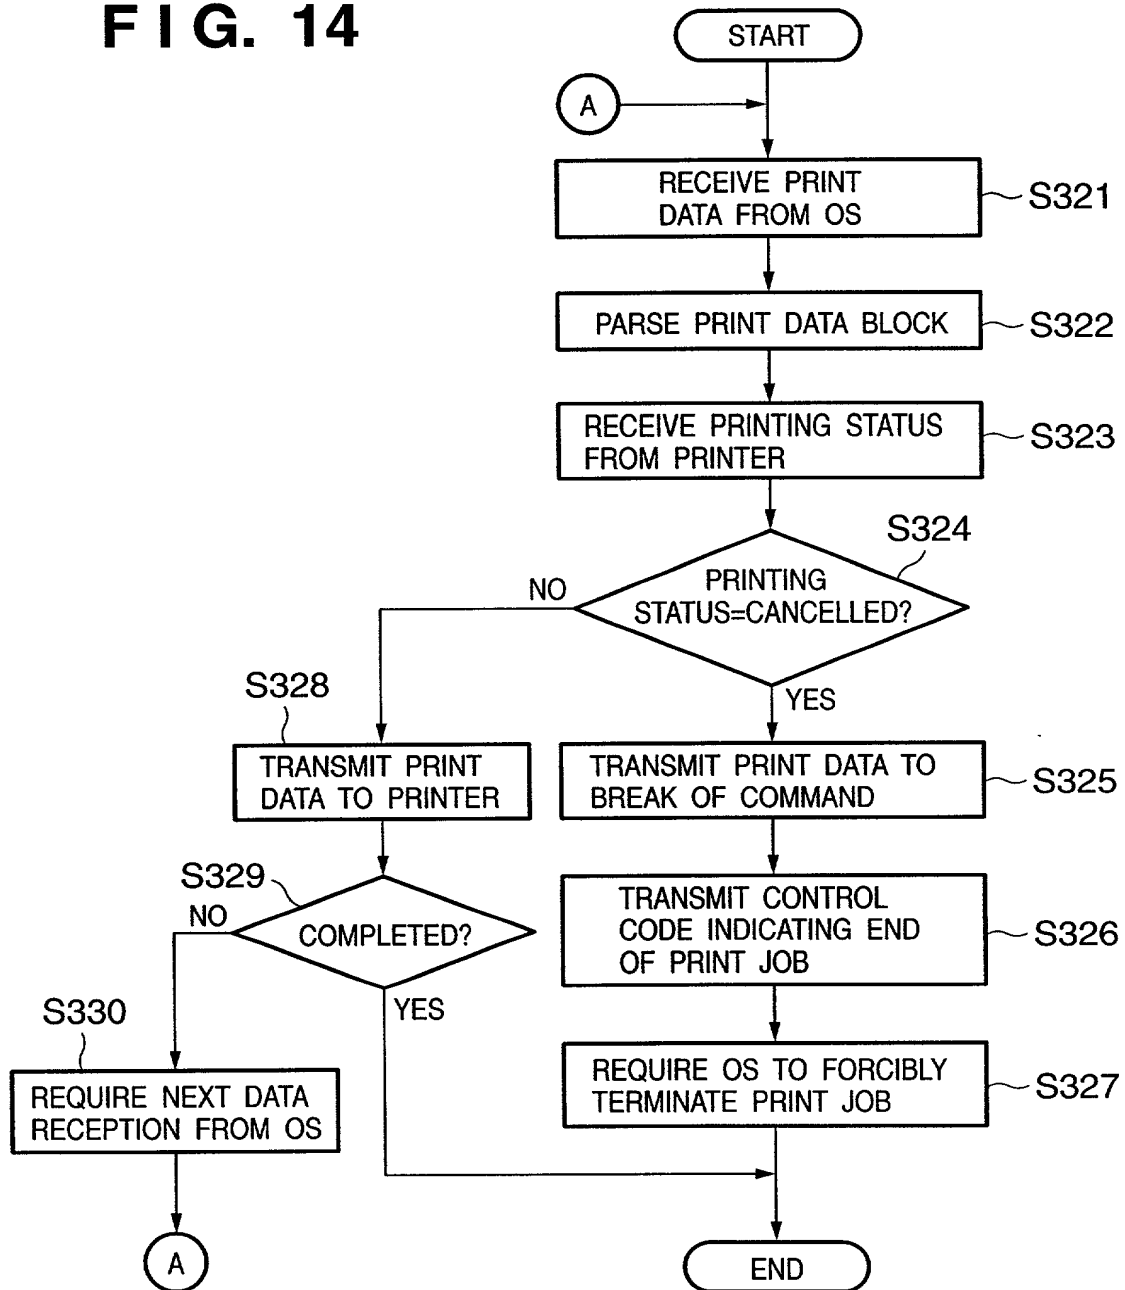 FIG. 14
START
A
RECEIVE PRINT
DATA FROM OS
S321
PARSE PRINT DATA BLOCK
S322
RECEIVE PRINTING STATUS
FROM PRINTER
S323
S324
PRINTING
STATUS=CANCELLED?
NO
YES
S328
TRANSMIT PRINT
DATA TO PRINTER
TRANSMIT PRINT DATA TO
BREAK OF COMMAND
S325
S329
COMPLETED?
NO
YES
TRANSMIT CONTROL
CODE INDICATING END
OF PRINT JOB
S326
S330
REQUIRE NEXT DATA
RECEPTION FROM OS
REQUIRE OS TO FORCIBLY
TERMINATE PRINT JOB
S327
A
END